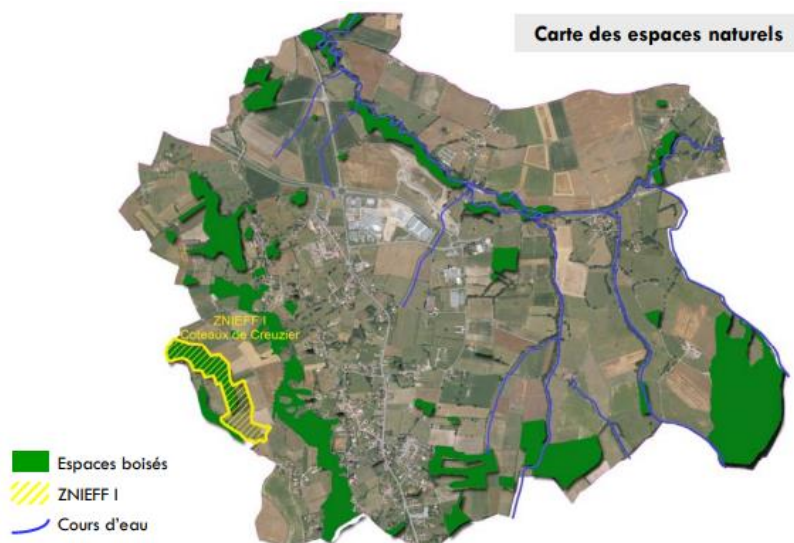 Carte des espaces naturels
ZNIEFF I
Coteaux de Creuzier
Espaces boisés
ZNIEFF I
Cours d'eau